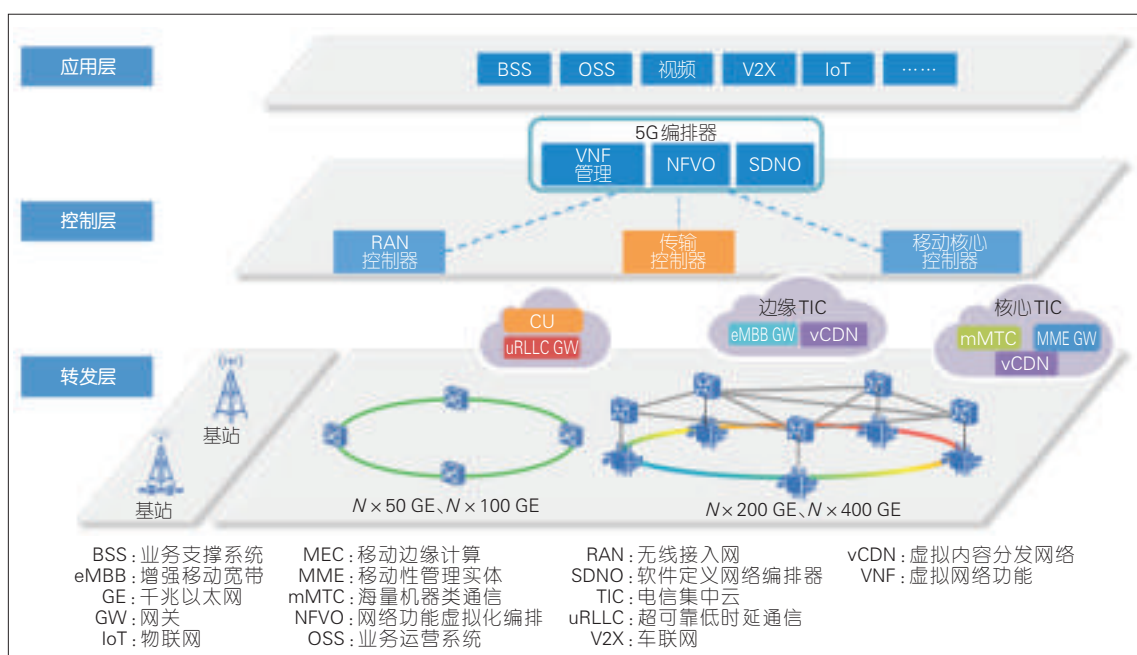 应用层
BSS OSS 视频 V2X IoT ……
5G编排器
VNF
管理
NFVO SDNO
控制层
RAN
控制器
传输
控制器
移动核心
控制器
CU
uRLLC GW
边缘TIC
eMBB GW vCDN
核心TIC
mMTC MME GW
vCDN
转发层
基站
基站
N×50 GE、N×100 GE
N×200 GE、N×400 GE
BSS：业务支撑系统
eMBB：增强移动宽带
GE：千兆以太网
GW：网关
IoT：物联网
MEC：移动边缘计算
MME：移动性管理实体
mMTC：海量机器类通信
NFVO：网络功能虚拟化编排
OSS：业务运营系统
RAN：无线接入网
SDNO：软件定义网络编排器
TIC：电信集中云
uRLLC：超可靠低时延通信
V2X：车联网
vCDN：虚拟内容分发网络
VNF：虚拟网络功能